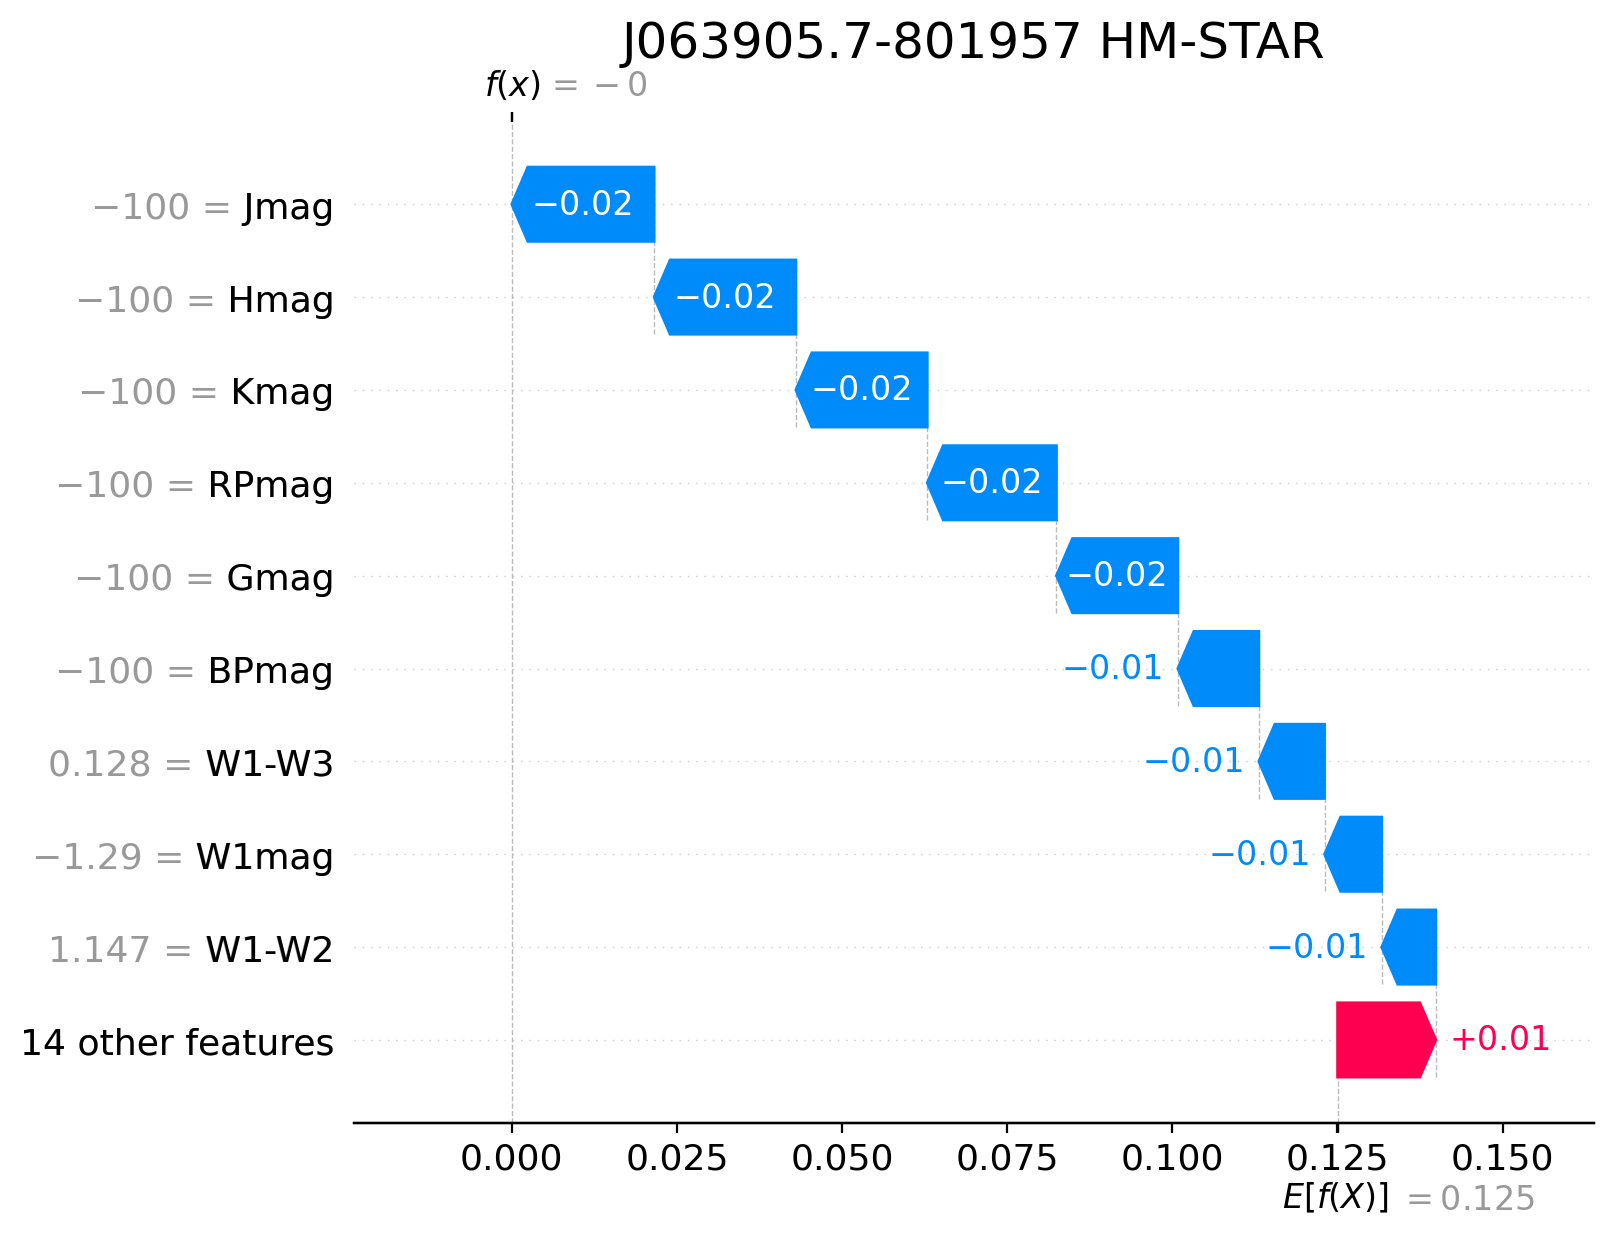 J063905.7-801957 HM-STAR
f(x) = −0
−100 = Jmag
−0.02
−100 = Hmag
−0.02
−100 = Kmag
−0.02
−100 = RPmag
−0.02
−100 = Gmag
−0.02
−100 = BPmag
−0.01
0.128 = W1-W3
−0.01
−1.29 = W1mag
−0.01
1.147 = W1-W2
−0.01
14 other features
+0.01
0.000 0.025 0.050 0.075 0.100 0.125 0.150
E[f(X)] = 0.125